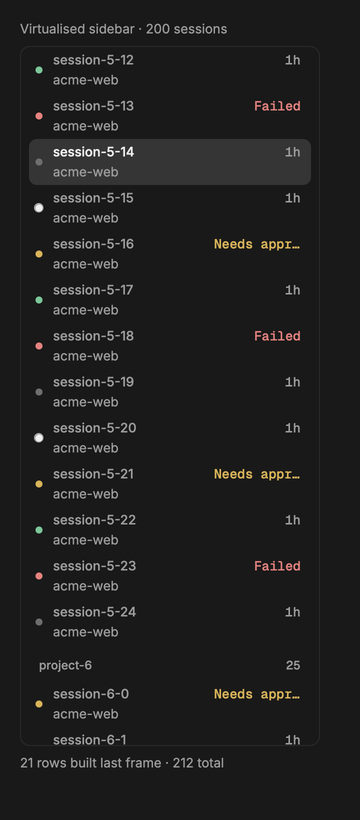 Virtualised sidebar · 200 sessions
session-5-12 1h
acme-web
session-5-13 Failed
acme-web
session-5-14 1h
acme-web
session-5-15 1h
acme-web
session-5-16 Needs appr…
acme-web
session-5-17 1h
acme-web
session-5-18 Failed
acme-web
session-5-19 1h
acme-web
session-5-20 1h
acme-web
session-5-21 Needs appr…
acme-web
session-5-22 1h
acme-web
session-5-23 Failed
acme-web
session-5-24 1h
acme-web
project-6 25
session-6-0 Needs appr…
acme-web
session-6-1 1h
21 rows built last frame · 212 total